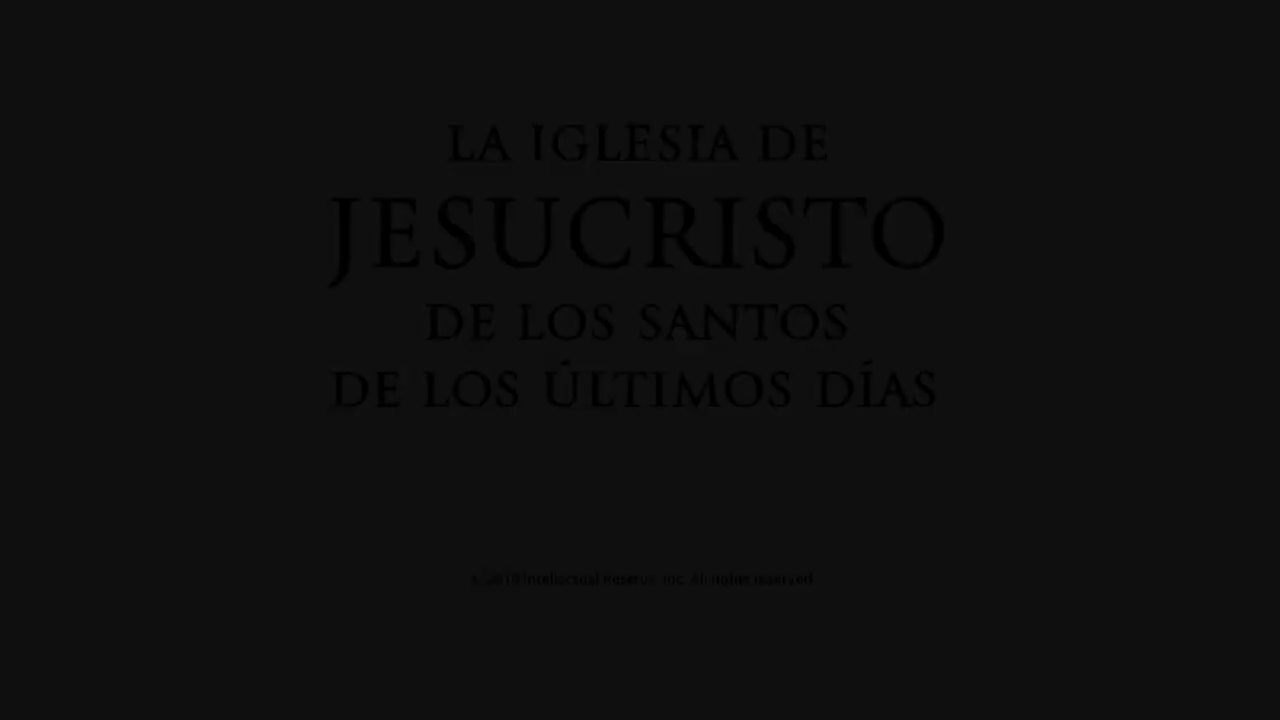 LA IGLESIA DE
JESUCRISTO
DE LOS SANTOS
DE LOS ÚLTIMOS DÍAS
Intellectual Reserve, Inc. All rights reserved